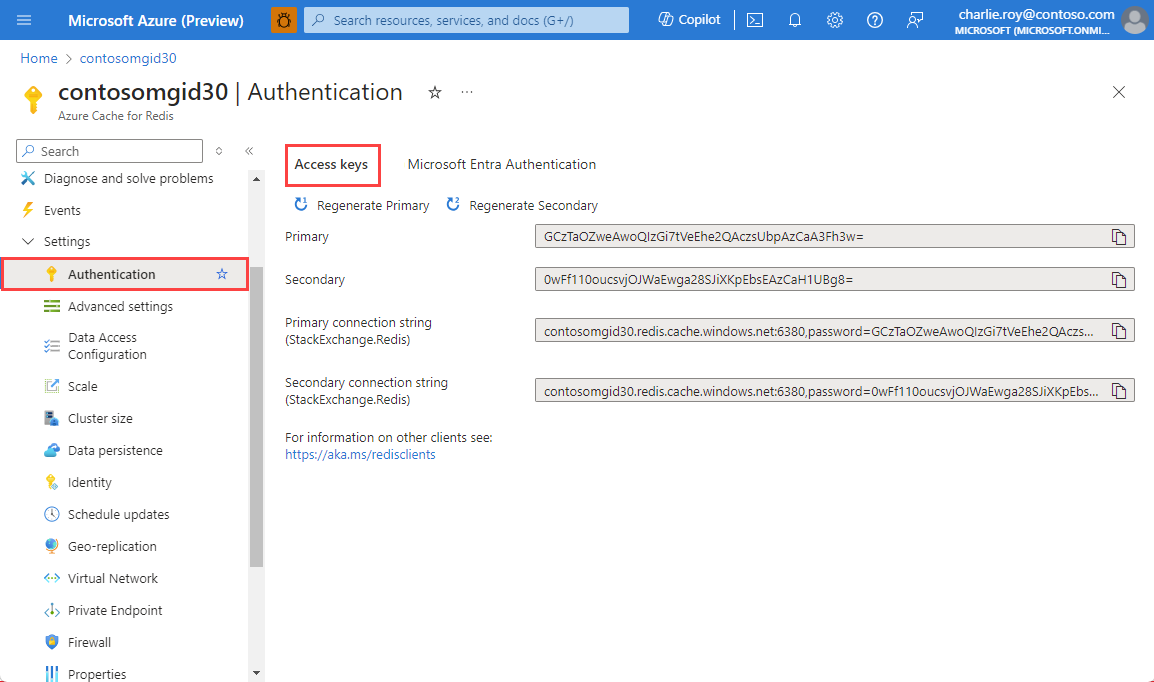 Microsoft Azure (Preview)
Search resources, services, and docs (G+/)
Copilot
charlie.roy@contoso.com
MICROSOFT (MICROSOFT.ONMI...
Home > contosomgid30
contosomgid30 | Authentication
Azure Cache for Redis
Search
Diagnose and solve problems
Events
Settings
Authentication
Advanced settings
Data Access
Configuration
Scale
Cluster size
Data persistence
Identity
Schedule updates
Geo-replication
Virtual Network
Private Endpoint
Firewall
Properties
Access keys
Microsoft Entra Authentication
Regenerate Primary
Regenerate Secondary
Primary
GCzTaOZweAwoQIzGi7tVeEhe2QAczsUbpAzCaA3Fh3w=
Secondary
0wFf110oucsvjOJWaEwga28SJiXKpEbsEAzCaH1UBg8=
Primary connection string
(StackExchange.Redis)
contosomgid30.redis.cache.windows.net:6380,password=GCzTaOZweAwoQIzGi7tVeEhe2QAczs...
Secondary connection string
(StackExchange.Redis)
contosomgid30.redis.cache.windows.net:6380,password=0wFf110oucsvjOJWaEwga28SJiXKpEbs...
For information on other clients see:
https://aka.ms/redisclients